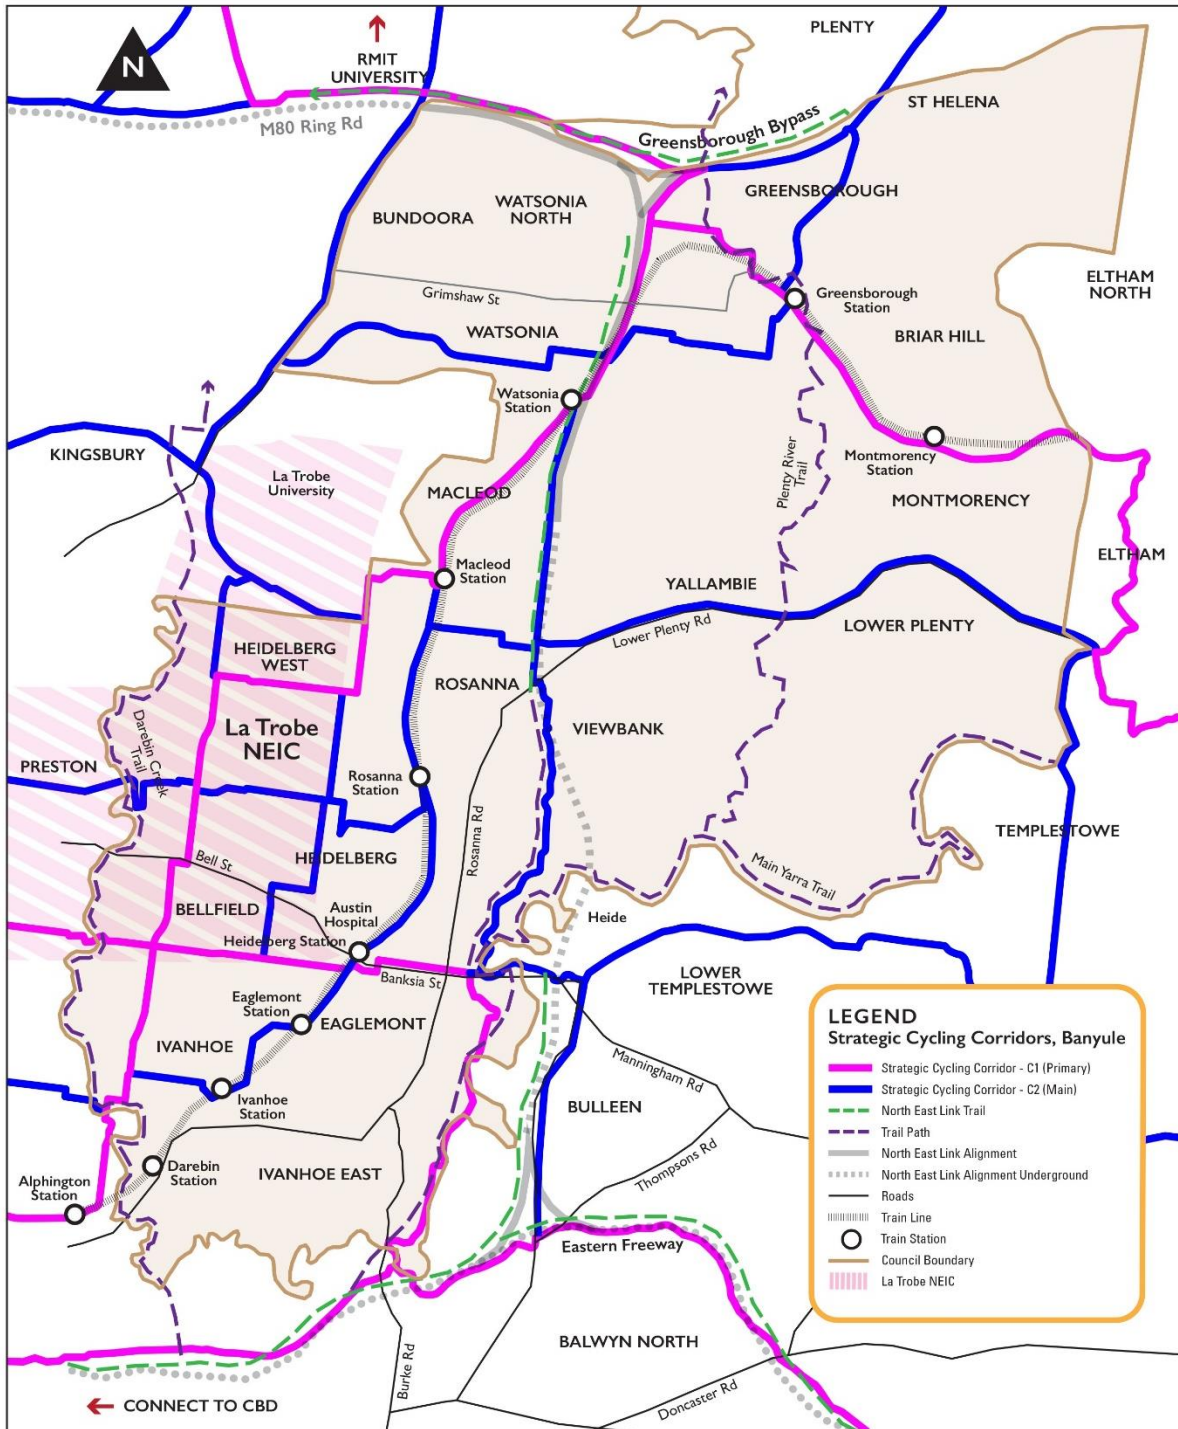 PLENTY
N
RMIT
UNIVERSITY
ST HELENA
M80 Ring Rd
Greensborough Bypass
GREENSBOROUGH
WATSONIA
NORTH
BUNDOORA
ELTHAM
NORTH
Grimshaw St
Greensborough
Station
WATSONIA
BRIAR HILL
Watsonia
Station
KINGSBURY
La Trobe
University
Montmorency
Station
Plenty River
Trail
MACLEOD
MONTMORENCY
Macleod
Station
ELTHAM
YALLAMBIE
Lower Plenty Rd
LOWER PLENTY
HEIDELBERG
WEST
ROSANNA
La Trobe
NEIC
VIEWBANK
Darebin Creek
Trail
PRESTON
Rosanna
Station
Rosanna Rd
TEMPLESTOWE
Bell St
HEIDELBERG
Main Yarra Trail
BELLFIELD
Austin
Hospital
Heide
Heidelberg Station
Banksia St
LOWER
TEMPLESTOWE
Eaglemont
Station
EAGLEMONT
IVANHOE
Manningham Rd
Ivanhoe
Station
BULLEEN
Thompsons Rd
Darebin
Station
IVANHOE EAST
Alphington
Station
Eastern Freeway
BALWYN NORTH
Burke Rd
Doncaster Rd
CONNECT TO CBD
LEGEND
Strategic Cycling Corridors, Banyule
Strategic Cycling Corridor - C1 (Primary)
Strategic Cycling Corridor - C2 (Main)
North East Link Trail
Trail Path
North East Link Alignment
North East Link Alignment Underground
Roads
Train Line
Train Station
Council Boundary
La Trobe NEIC